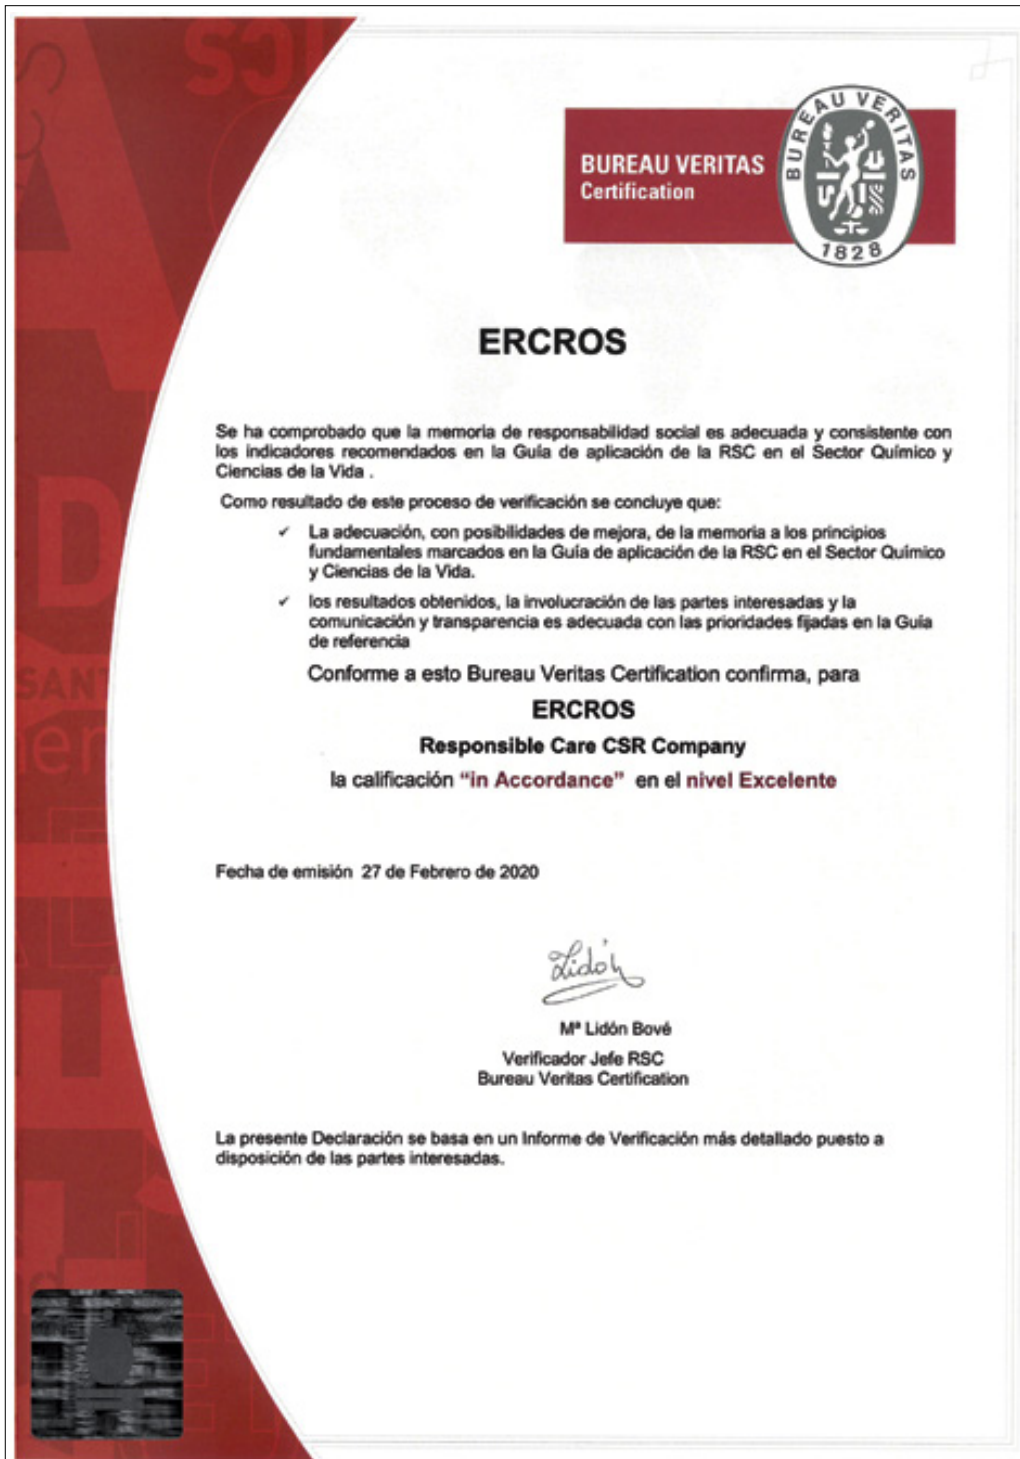 BUREAU VERITAS
Certification
BUREAU VERITAS
1828
ERCROS
Se ha comprobado que la memoria de responsabilidad social es adecuada y consistente con
los indicadores recomendados en la Guía de aplicación de la RSC en el Sector Químico y
Ciencias de la Vida .
Como resultado de este proceso de verificación se concluye que:
✓ La adecuación, con posibilidades de mejora, de la memoria a los principios
fundamentales marcados en la Guía de aplicación de la RSC en el Sector Químico
y Ciencias de la Vida.
✓ los resultados obtenidos, la involucración de las partes interesadas y la
comunicación y transparencia es adecuada con las prioridades fijadas en la Guía
de referencia
Conforme a esto Bureau Veritas Certification confirma, para
ERCROS
Responsible Care CSR Company
la calificación “in Accordance” en el nivel Excelente
Fecha de emisión 27 de Febrero de 2020
Lidón
Mª Lidón Bové
Verificador Jefe RSC
Bureau Veritas Certification
La presente Declaración se basa en un Informe de Verificación más detallado puesto a
disposición de las partes interesadas.